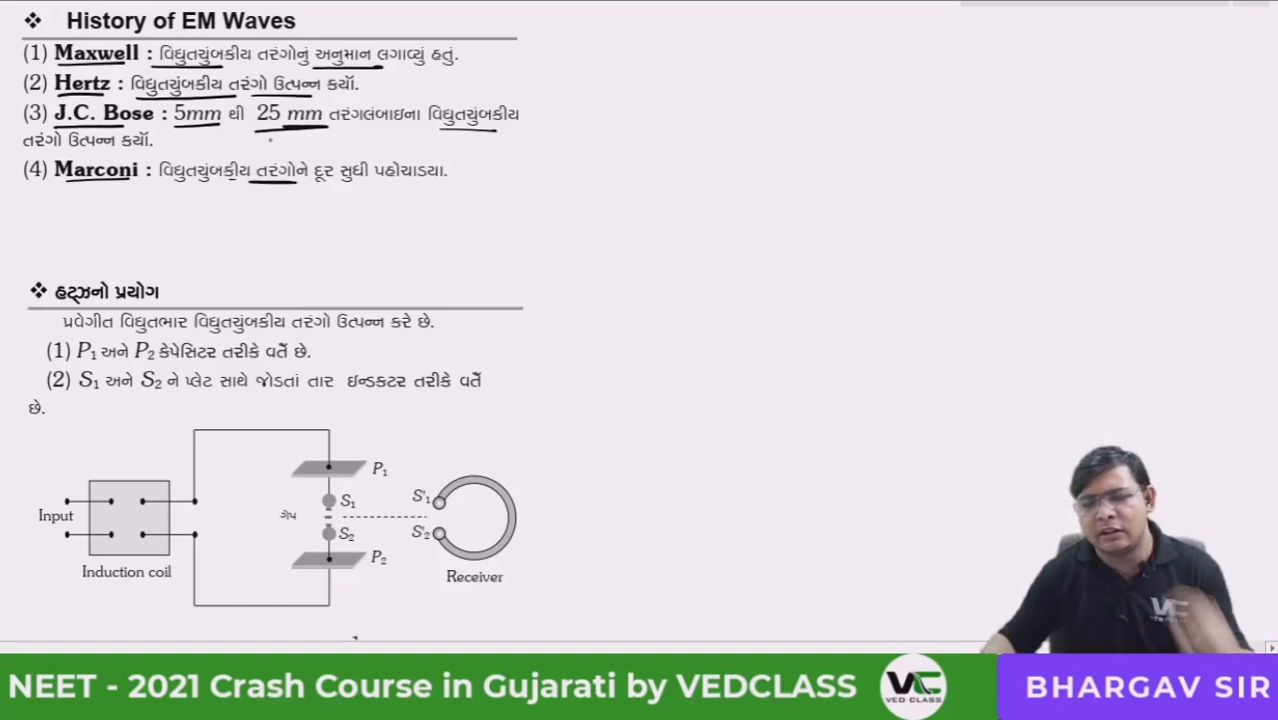 ❖ History of EM Waves
(1) Maxwell : વિદ્યુતચુંબકીય તરંગોનું અનુમાન લગાવ્યું હતું.
(2) Hertz : વિદ્યુતચુંબકીય તરંગો ઉત્પન્ન કર્યાં.
(3) J.C. Bose : 5mm થી 25 mm તરંગલંબાઇના વિદ્યુતચુંબકીય
તરંગો ઉત્પન્ન કર્યાં.
(4) Marconi : વિદ્યુતચુંબકીય તરંગોને દૂર સુધી પહોંચાડયા.
❖ હર્ટ્ઝનો પ્રયોગ
પ્રવેગીત વિદ્યુતભાર વિદ્યુતચુંબકીય તરંગો ઉત્પન્ન કરે છે.
(1) P₁ અને P₂ કેપેસિટર તરીકે વર્તે છે.
(2) S₁ અને S₂ ને પ્લેટ સાથે જોડતાં તાર ઇન્ડકટર તરીકે વર્તે
છે.
P₁
S'₁
S₁
Input
ગેપ
S₂
S'₂
P₂
Induction coil
Receiver
VC
NEET - 2021 Crash Course in Gujarati by VEDCLASS
VC
VED CLASS
BHARGAV SIR